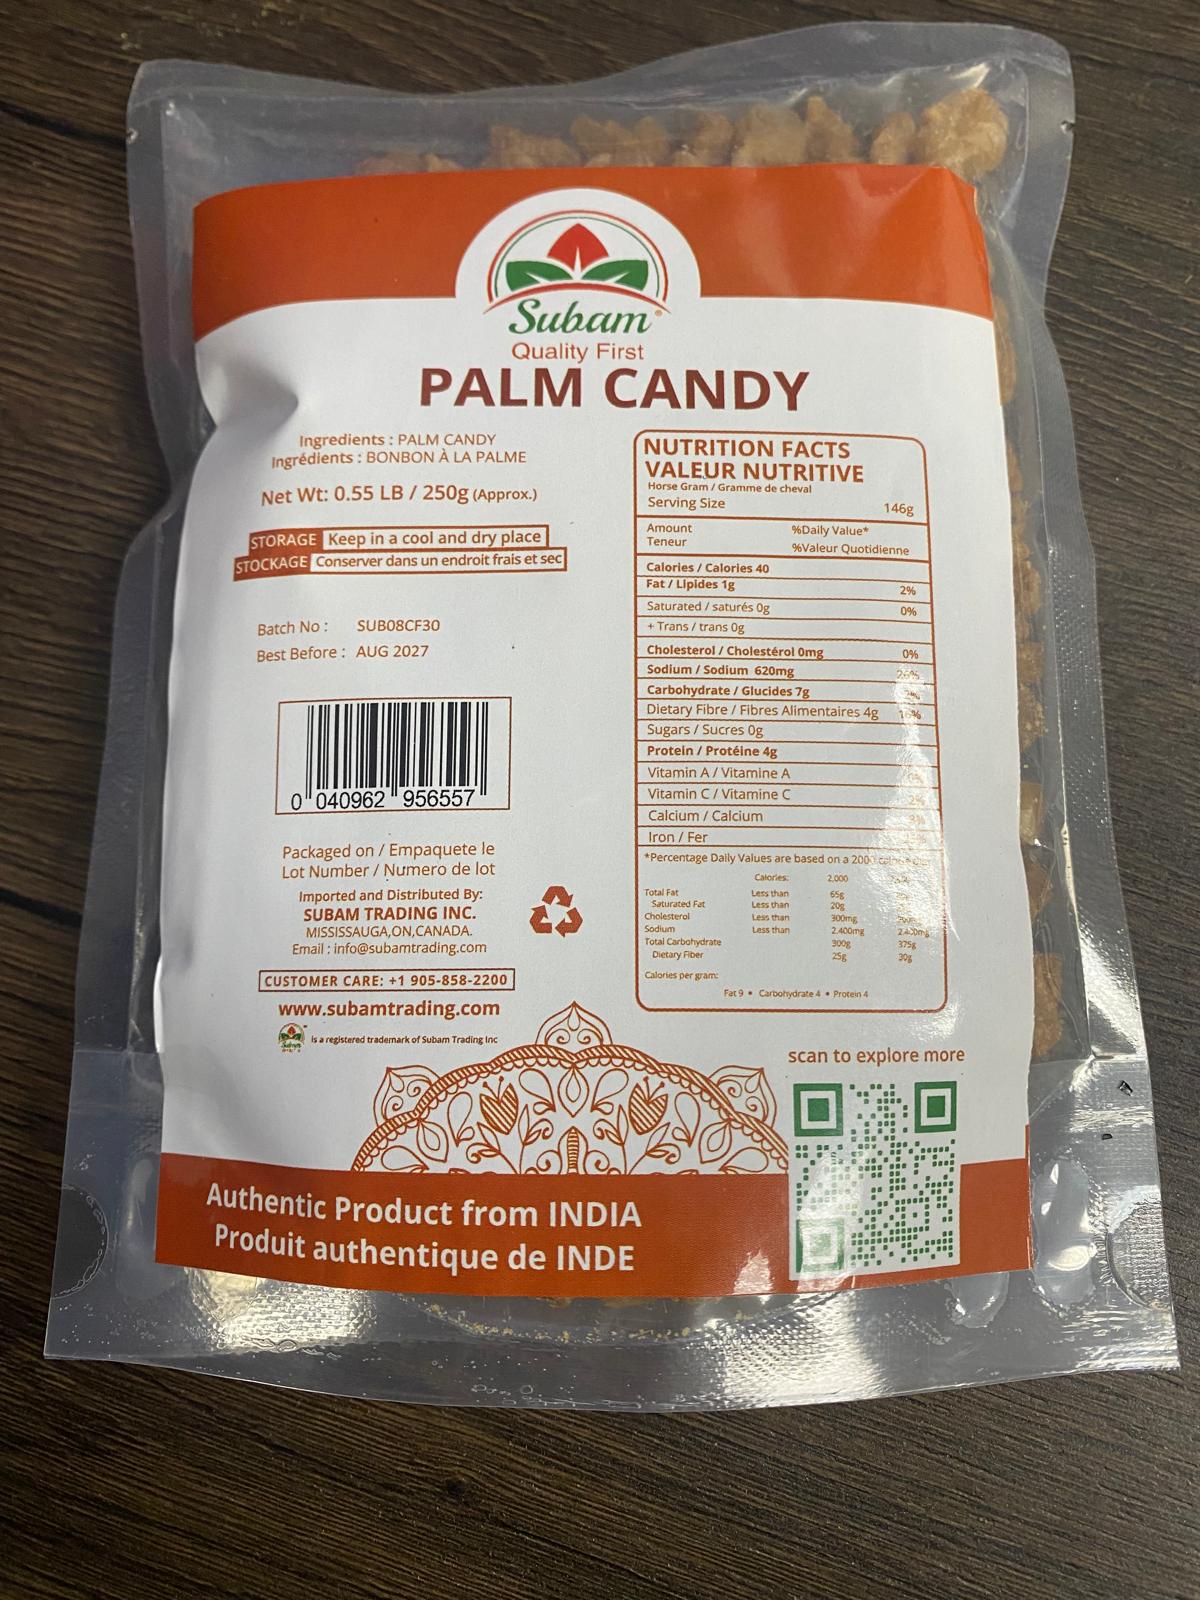 Subam®
Quality First
PALM CANDY
Ingredients : PALM CANDY
Ingrédients : BONBON À LA PALME
Net Wt: 0.55 LB / 250g (Approx.)
STORAGE Keep in a cool and dry place
STOCKAGE Conserver dans un endroit frais et sec
Batch No : SUB08CF30
Best Before : AUG 2027
0 040962 956557
Packaged on / Empaquete le
Lot Number / Numero de lot
Imported and Distributed By:
SUBAM TRADING INC.
MISSISSAUGA,ON,CANADA.
Email : info@subamtrading.com
CUSTOMER CARE: +1 905-858-2200
www.subamtrading.com
Subam is a registered trademark of Subam Trading Inc
NUTRITION FACTS
VALEUR NUTRITIVE
Horse Gram / Gramme de cheval
Serving Size 146g
Amount %Daily Value*
Teneur %Valeur Quotidienne
Calories / Calories 40
Fat / Lipides 1g 2%
Saturated / saturés 0g 0%
+ Trans / trans 0g
Cholesterol / Cholestérol 0mg 0%
Sodium / Sodium 620mg 26%
Carbohydrate / Glucides 7g
Dietary Fibre / Fibres Alimentaires 4g 16%
Sugars / Sucres 0g
Protein / Protéine 4g
Vitamin A / Vitamine A
Vitamin C / Vitamine C 2%
Calcium / Calcium
Iron / Fer
*Percentage Daily Values are based on a 2000
Calories: 2,000
Total Fat Less than 65g
Saturated Fat Less than 20g
Cholesterol Less than 300mg 300mg
Sodium Less than 2.400mg 2.400mg
Total Carbohydrate 300g 375g
Dietary Fiber 25g 30g
Calories per gram:
Fat 9 • Carbohydrate 4 • Protein 4
scan to explore more
Authentic Product from INDIA
Produit authentique de INDE